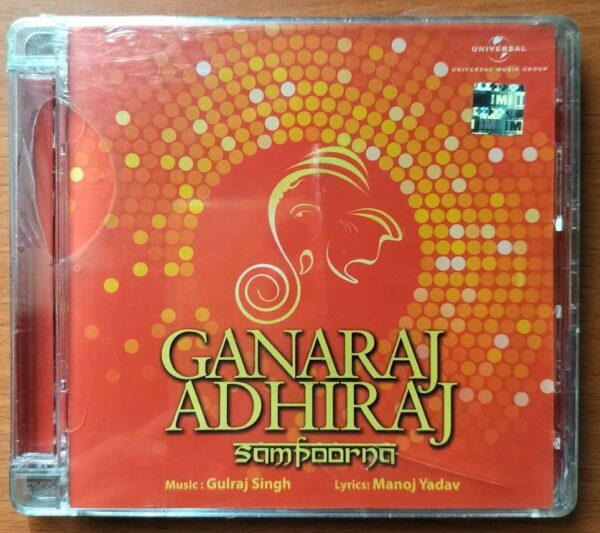 UNIVERSAL
UNIVERSAL MUSIC GROUP
GANARAJ
ADHIRAJ
Sampoorna
Music : Gulraj Singh Lyrics: Manoj Yadav